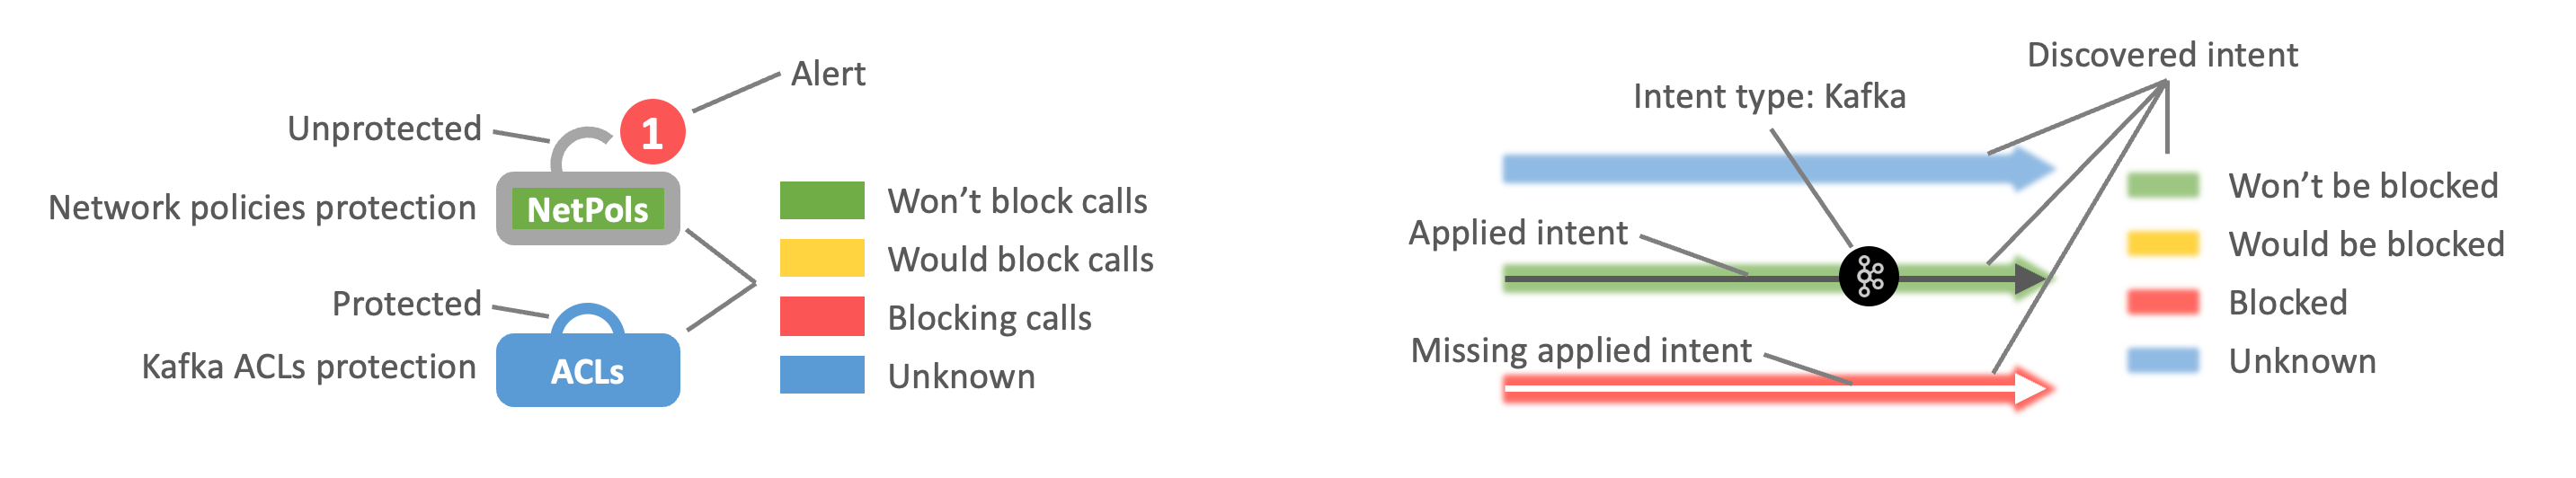 Alert
Unprotected
1
Network policies protection
NetPols
Protected
Kafka ACLs protection
ACLs
Won’t block calls
Would block calls
Blocking calls
Unknown
Discovered intent
Intent type: Kafka
Applied intent
Missing applied intent
Won’t be blocked
Would be blocked
Blocked
Unknown